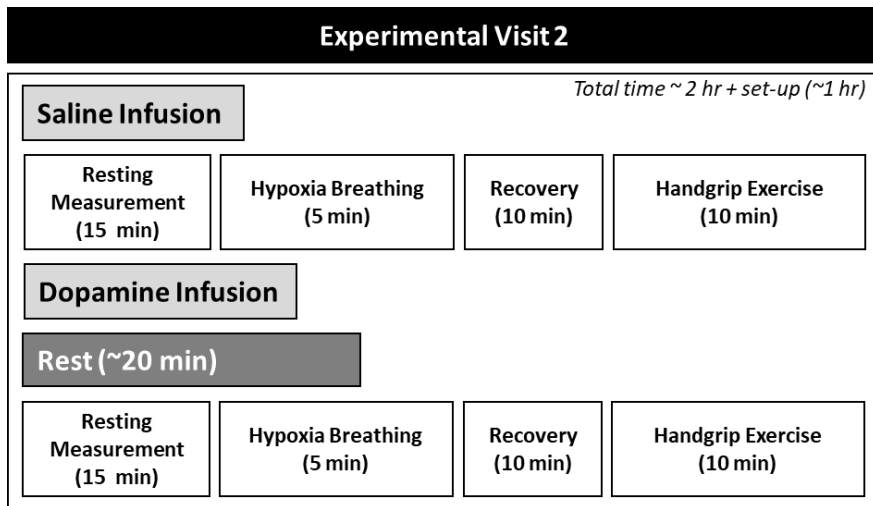 Experimental Visit 2
Total time ~ 2 hr + set-up (~1 hr)
Saline Infusion
Resting
Measurement
(15 min)
Hypoxia Breathing
(5 min)
Recovery
(10 min)
Handgrip Exercise
(10 min)
Dopamine Infusion
Rest (~20 min)
Resting
Measurement
(15 min)
Hypoxia Breathing
(5 min)
Recovery
(10 min)
Handgrip Exercise
(10 min)